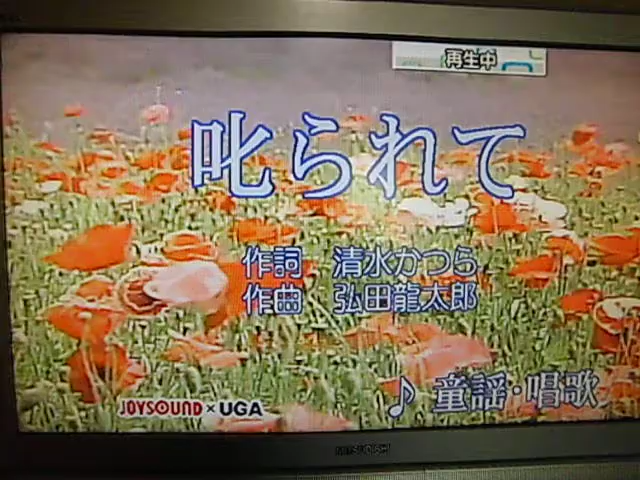 再生中
叱られて
作詞 清水かつら
作曲 弘田龍太郎
♪ 童謡・唱歌
JOYSOUND × UGA
MITSUBISHI